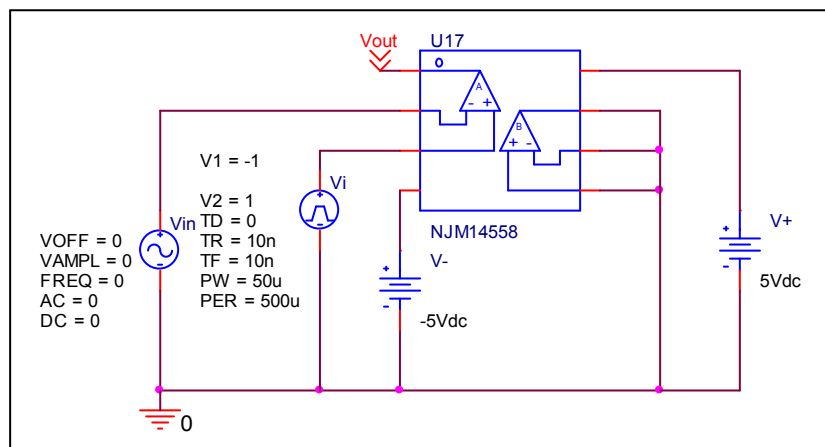 Vout
U17
0
A
- +
B
+ -
V1 = -1
Vi
V2 = 1
TD = 0
TR = 10n
TF = 10n
PW = 50u
PER = 500u
Vin
VOFF = 0
VAMPL = 0
FREQ = 0
AC = 0
DC = 0
NJM14558
V-
-5Vdc
V+
5Vdc
0